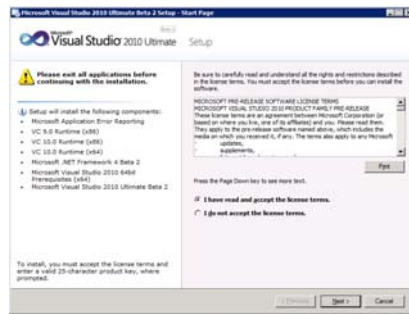 Microsoft Visual Studio 2010 Ultimate Beta 2 Setup - Start Page
Visual Studio 2010 Ultimate
Setup
Please exit all applications before
continuing with the installation.
Setup will install the following components:
• Microsoft Application Error Reporting
• VC 9.0 Runtime (x86)
• VC 10.0 Runtime (x86)
• VC 10.0 Runtime (x64)
• Microsoft .NET Framework 4 Beta 2
• Microsoft Visual Studio 2010 64bit
Prerequisites (x64)
• Microsoft Visual Studio 2010 Ultimate Beta 2
To install, you must accept the license terms and
enter a valid 25-character product key, where
prompted.
Be sure to carefully read and understand all the rights and restrictions described
in the license terms. You must accept the license terms before you can install the
software.
MICROSOFT PRE-RELEASE SOFTWARE LICENSE TERMS
MICROSOFT VISUAL STUDIO 2010 PRODUCT FAMILY PRE-RELEASE
These license terms are an agreement between Microsoft Corporation (or
based on where you live, one of its affiliates) and you. Please read them.
They apply to the pre-release software named above, which includes the
media on which you received it, if any. The terms also apply to any Microsoft
- updates,
- supplements,
Print
Press the Page Down key to see more text.
I have read and accept the license terms.
I do not accept the license terms.
< Previous
Next >
Cancel